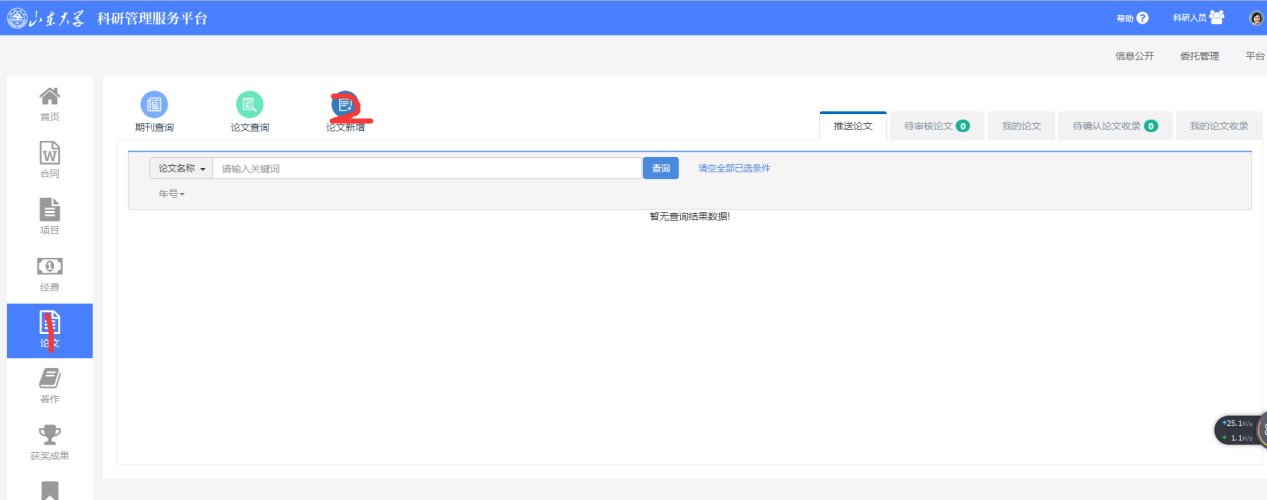 山东大学 科研管理服务平台
帮助 ? 科研人员
信息公开 委托管理 平台
首页
合同
项目
经费
论文
著作
获奖成果
期刊查询 论文查询 论文新增
1
2
推送论文 待审核论文 0 我的论文 待确认论文收录 0 我的论文收录
论文名称 请输入关键词 查询 清空全部已选条件
年号
暂无查询结果数据!
25.1K/s
1.1K/s